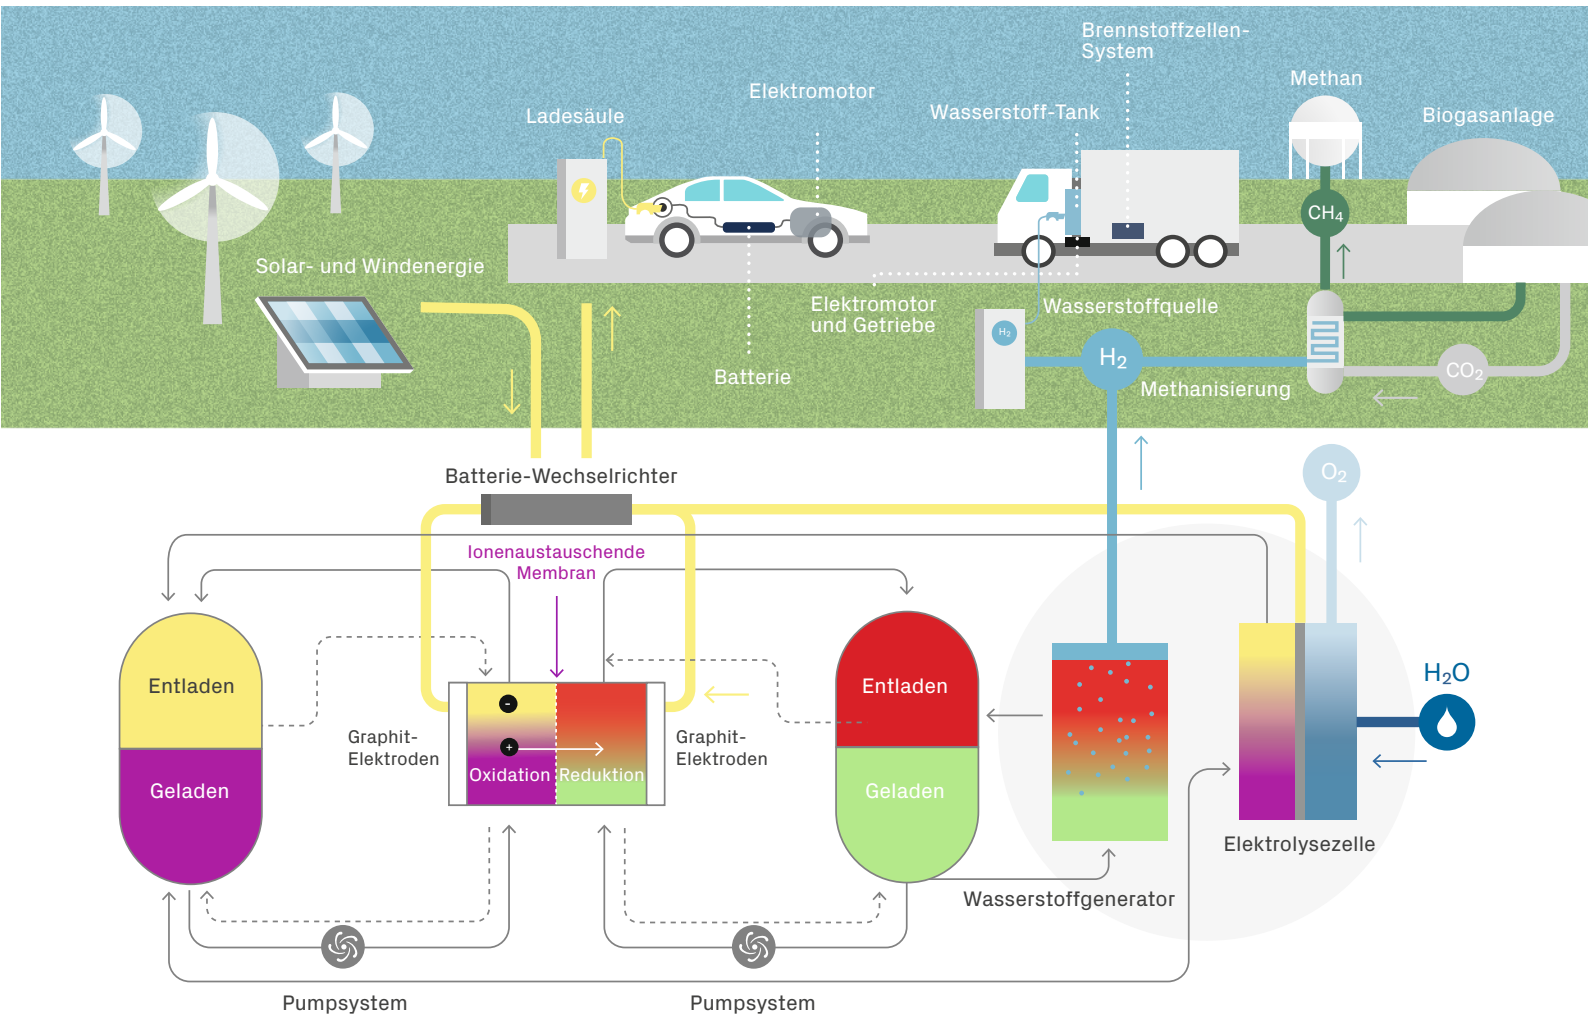 Brennstoffzellen-
System
Methan
Elektromotor
Ladesäule
Wasserstoff-Tank
Biogasanlage
CH₄
Solar- und Windenergie
Elektromotor
und Getriebe
Wasserstoffquelle
H₂
H₂
Batterie
Methanisierung
CO₂
Batterie-Wechselrichter
O₂
Ionenaustauschende
Membran
Entladen
Geladen
Graphit-
Elektroden
-
+
Oxidation
Reduktion
Graphit-
Elektroden
Entladen
Geladen
H₂O
Elektrolysezelle
Wasserstoffgenerator
Pumpsystem
Pumpsystem